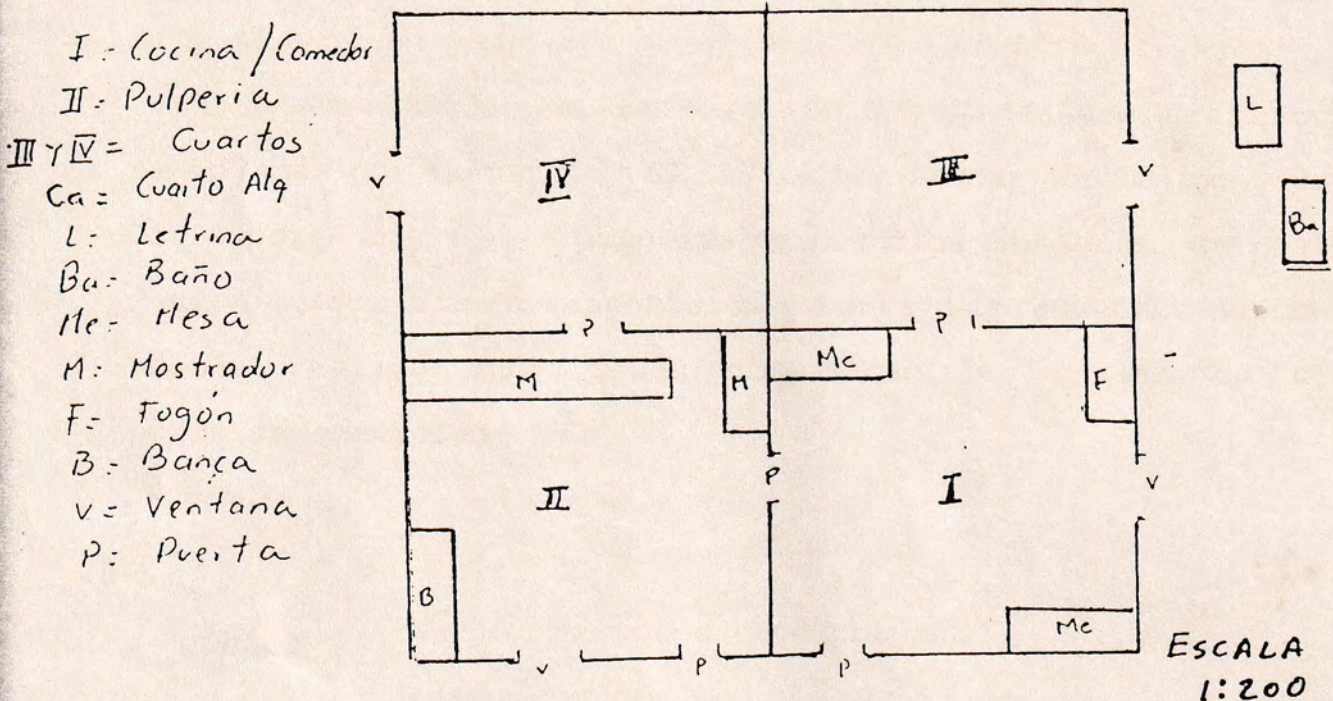 I: Cocina / Comedor
II: Pulperia
III Y IV = Cuartos
Ca = Cuarto Alq
L: Letrina
Ba: Baño
Me: Mesa
M: Mostrador
F: Fogón
B: Banca
V = Ventana
P: Puerta
L
V
IV
III
V
Ba
P
P
M
M
Me
F
P
V
II
I
B
Me
V
P
P
ESCALA
1:200